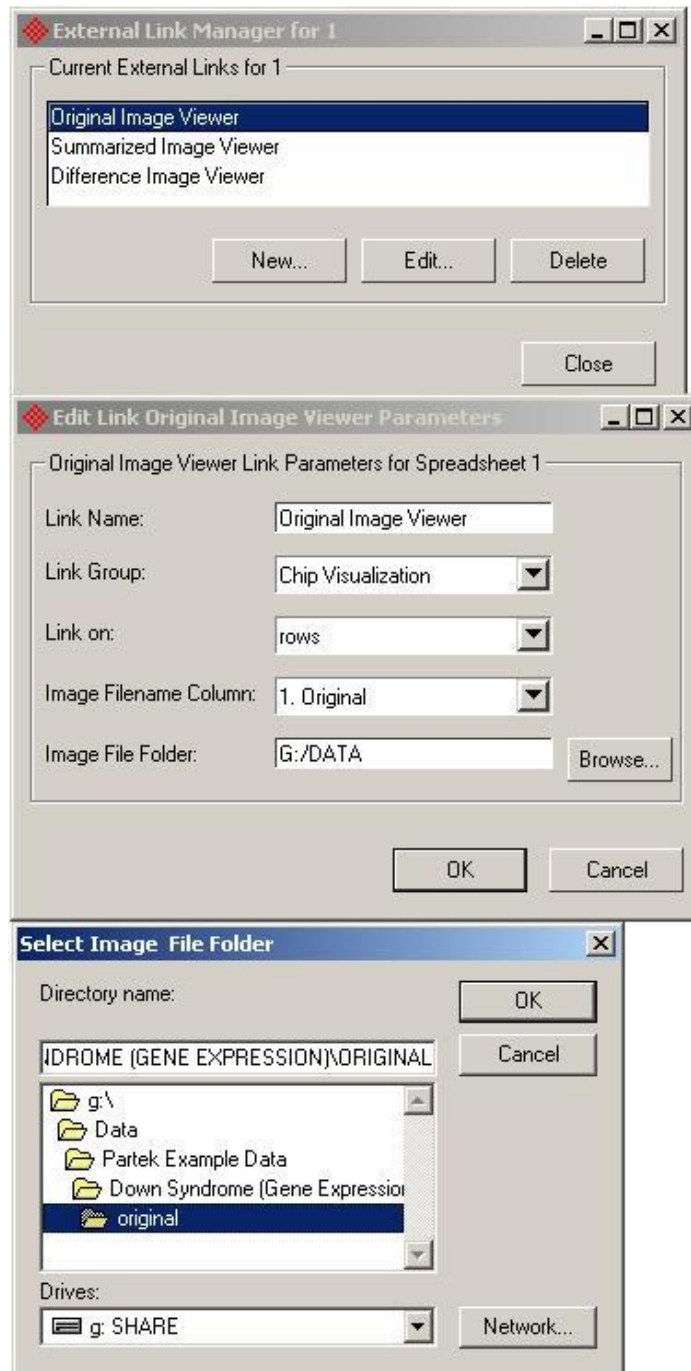 External Link Manager for 1
Current External Links for 1
Original Image Viewer
Summarized Image Viewer
Difference Image Viewer
New... Edit... Delete
Close
Edit Link Original Image Viewer Parameters
Original Image Viewer Link Parameters for Spreadsheet 1
Link Name: Original Image Viewer
Link Group: Chip Visualization
Link on: rows
Image Filename Column: 1. Original
Image File Folder: G:/DATA Browse...
OK Cancel
Select Image File Folder
Directory name: OK
NDROME (GENE EXPRESSION)\ORIGINAL Cancel
g:\
Data
Partek Example Data
Down Syndrome (Gene Expression
original
Drives:
g: SHARE Network...